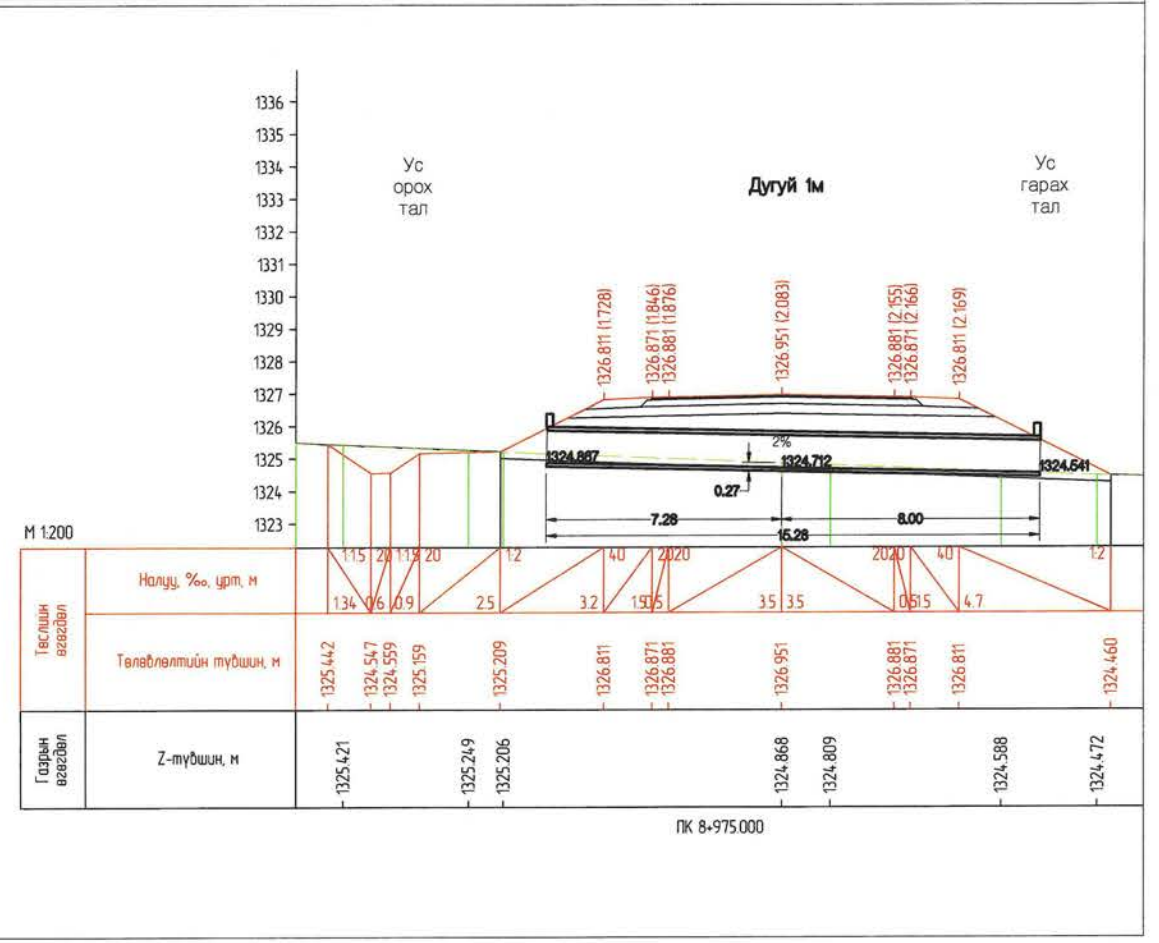 1336
1335
1334
1333
1332
1331
1330
1329
1328
1327
1326
1325
1324
1323
Ус
орох
тал
Дугуй 1м
Ус
гарах
тал
1326.811 (1.728)
1326.871 (1.846)
1326.881 (1.876)
1326.951 (2.083)
1326.881 (2.155)
1326.871 (2.166)
1326.811 (2.169)
2%
1324.867
1324.712
1324.541
0.27
7.28
8.00
15.28
М 1:200
Төслийн
өгөгдөл
Налуу, ‰, урт, м
1:1.5 20 1:1.5 20 1:2 40 20 20 20 20 40 1:2
1.34 0.6 0.9 2.5 3.2 1.5 0.5 3.5 3.5 0.5 1.5 4.7
Төлөвлөлтийн түвшин, м
1325.442 1324.547 1324.559 1325.159 1325.209 1326.811 1326.871 1326.881 1326.951 1326.881 1326.871 1326.811 1324.460
Газрын
өгөгдөл
Z-түвшин, м
1325.421 1325.249 1325.206 1324.868 1324.809 1324.588 1324.472
ПК 8+975.000